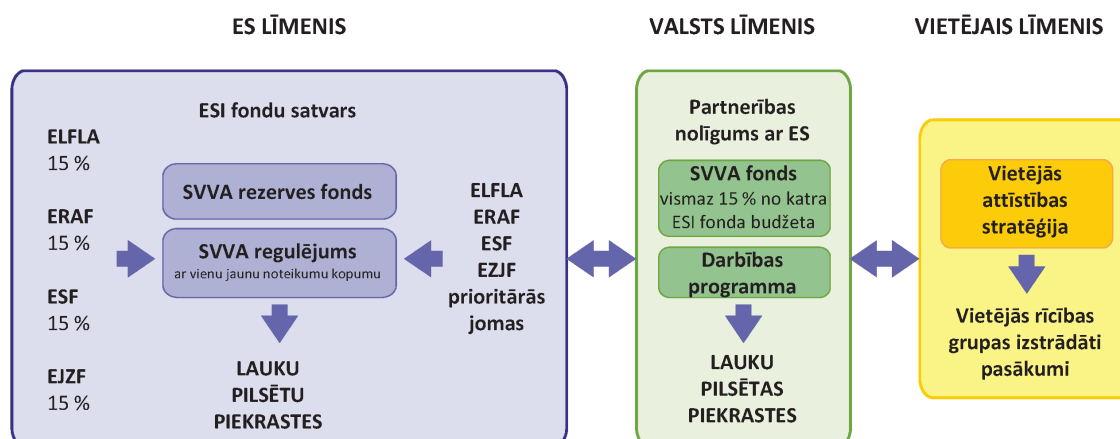 ES LĪMENIS
VALSTS LĪMENIS
VIETĒJAIS LĪMENIS
ESI fondu satvars
ELFLA
15 %
ERAF
15 %
ESF
15 %
EJZF
15 %
SVVA rezerves fonds
SVVA regulējums
ar vienu jaunu noteikumu kopumu
LAUKU
PILSĒTU
PIEKRASTES
ELFLA
ERAF
ESF
EZJF
prioritārās
jomas
Partnerības
nolīgums ar ES
SVVA fonds
vismaz 15 % no katra
ESI fonda budžeta
Darbības
programma
LAUKU
PILSĒTAS
PIEKRASTES
Vietējās
attīstības
stratēģija
Vietējās rīcības
grupas izstrādāti
pasākumi